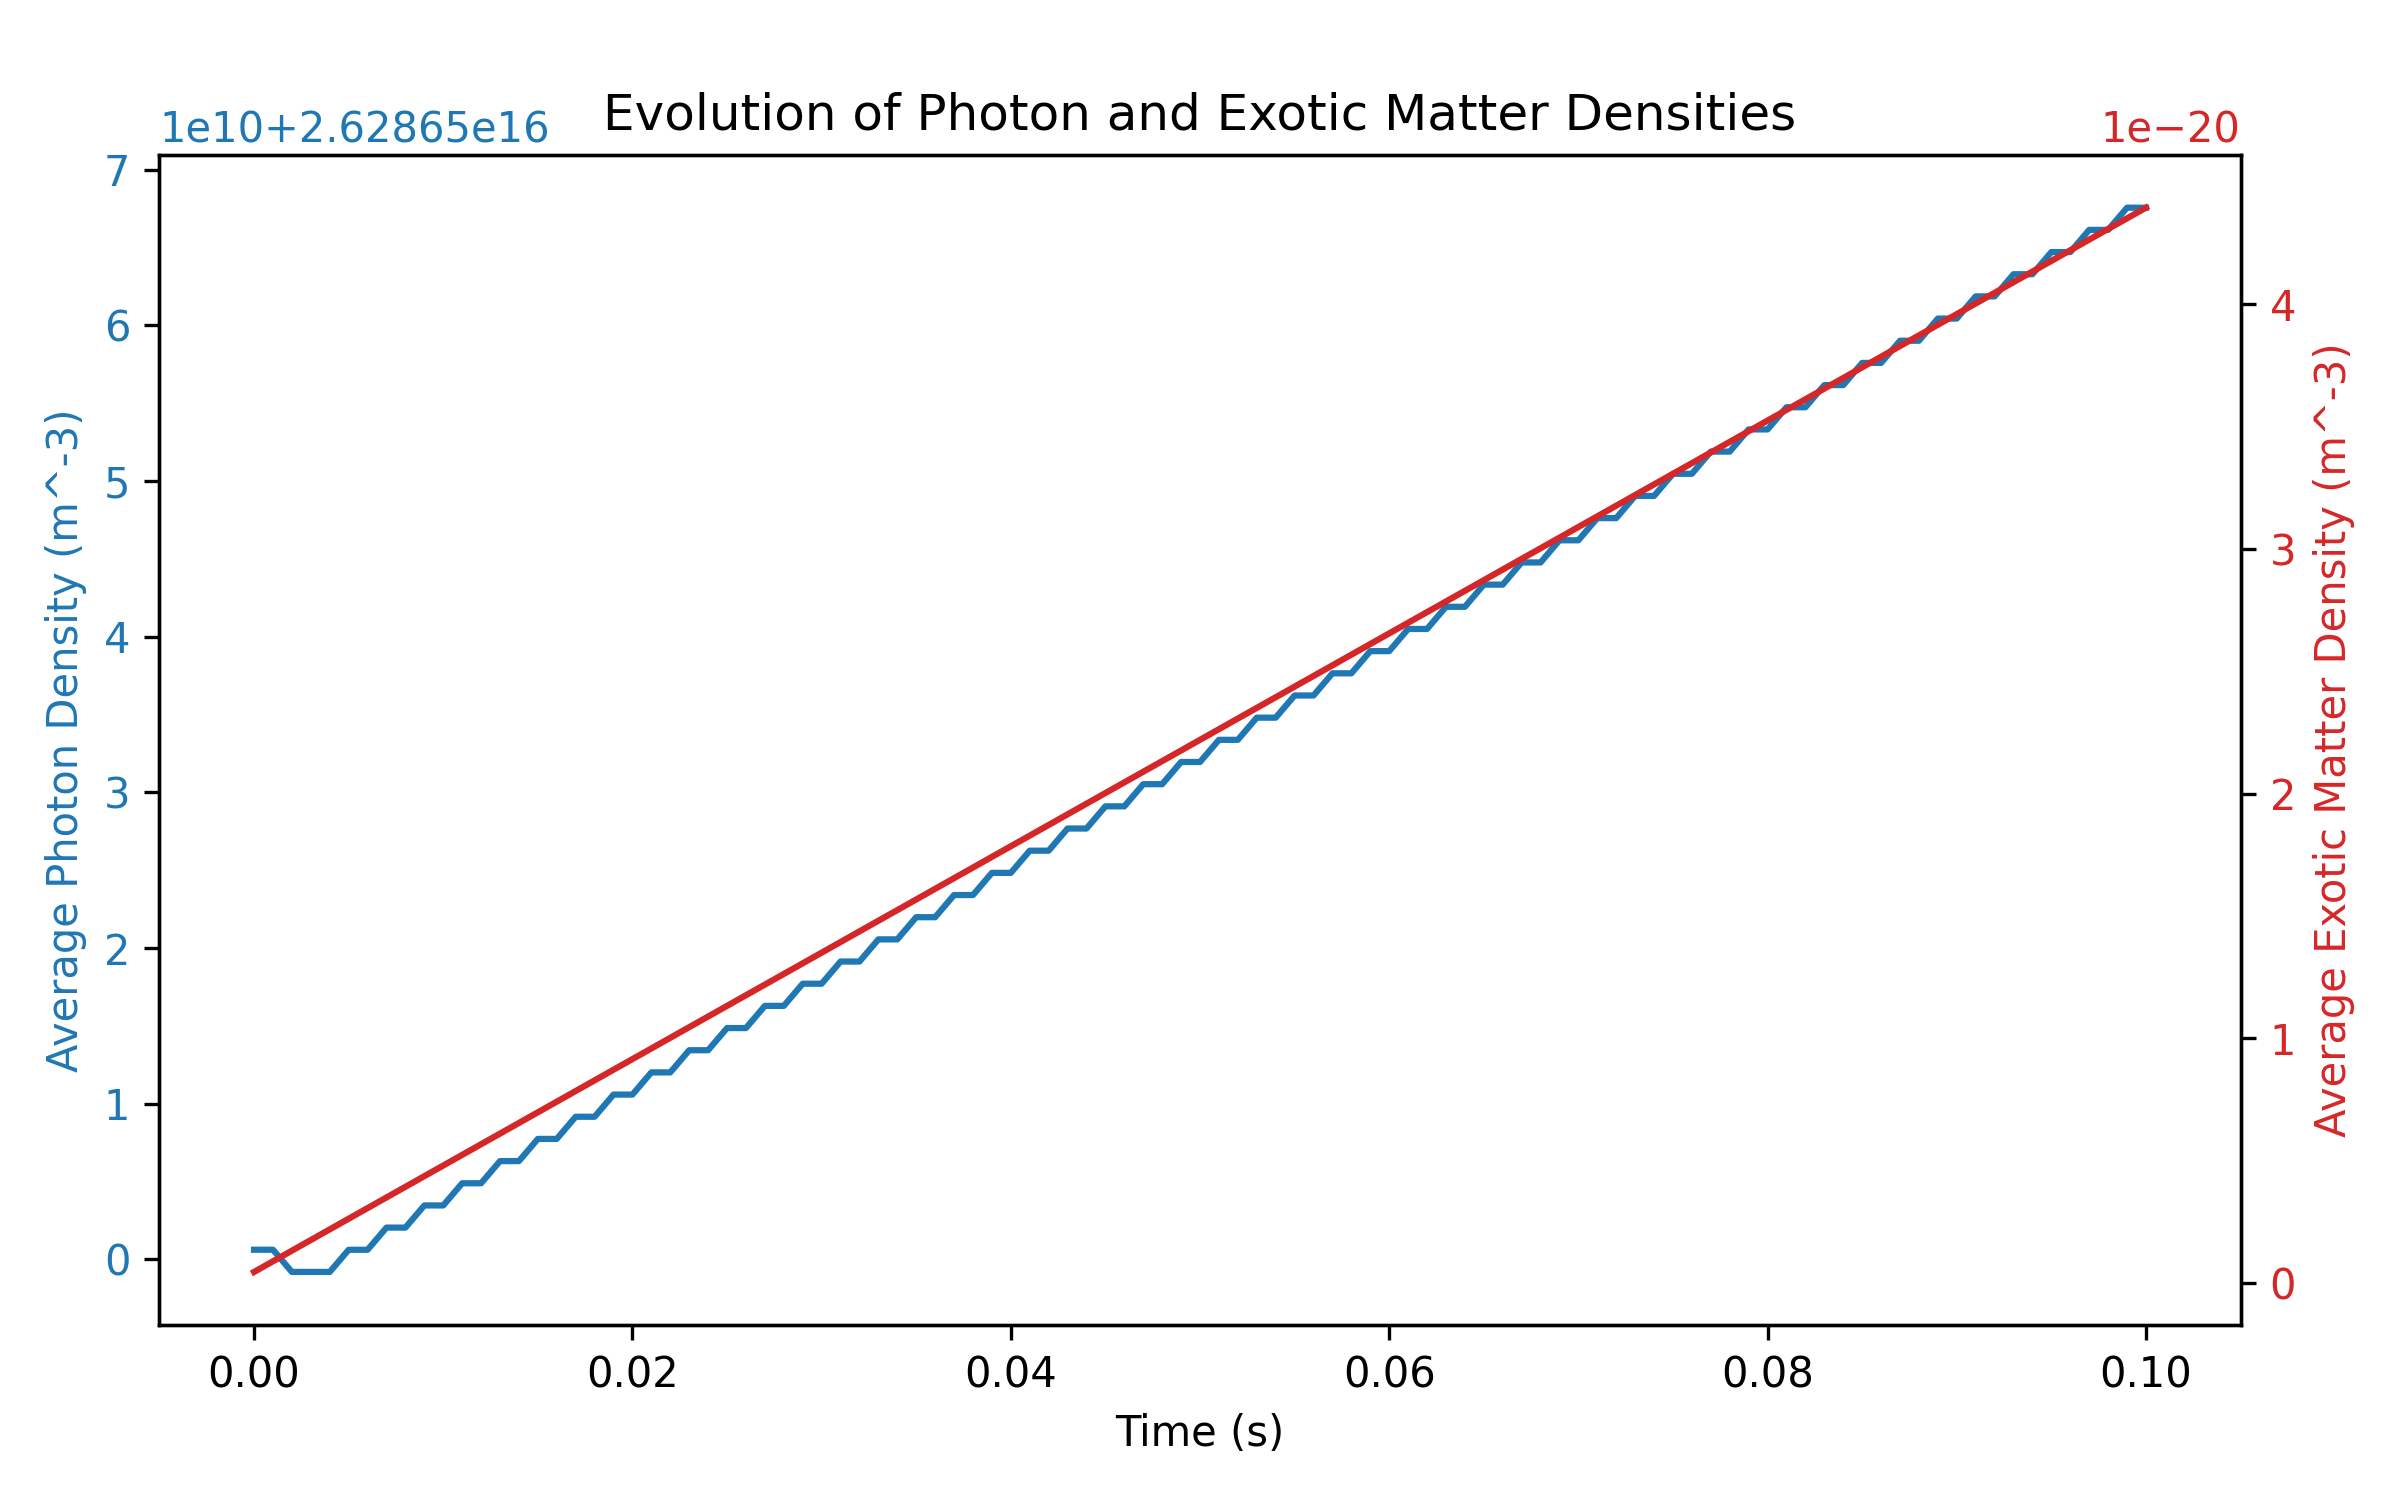 Evolution of Photon and Exotic Matter Densities
1e10+2.62865e16
1e−20
7
6
5
4
3
2
1
0
Average Photon Density (m^-3)
4
3
2
1
0
Average Exotic Matter Density (m^-3)
0.00 0.02 0.04 0.06 0.08 0.10
Time (s)